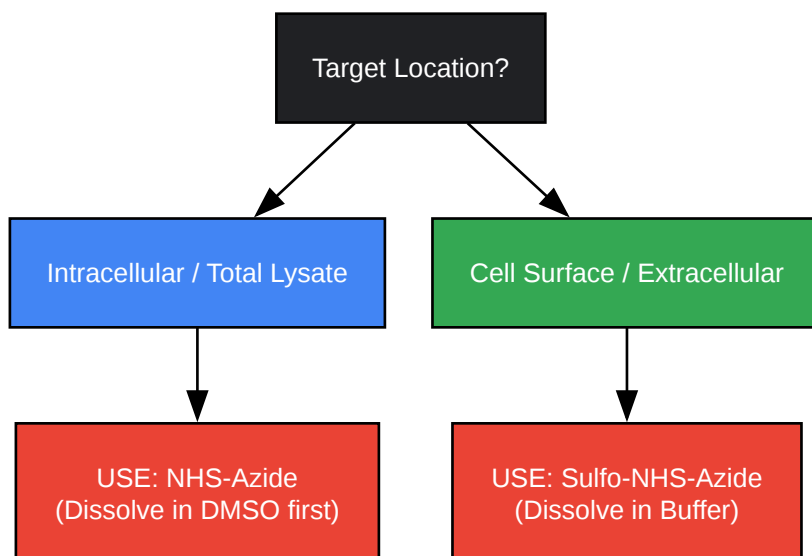 Target Location?
Intracellular / Total Lysate
Cell Surface / Extracellular
USE: NHS-Azide
(Dissolve in DMSO first)
USE: Sulfo-NHS-Azide
(Dissolve in Buffer)